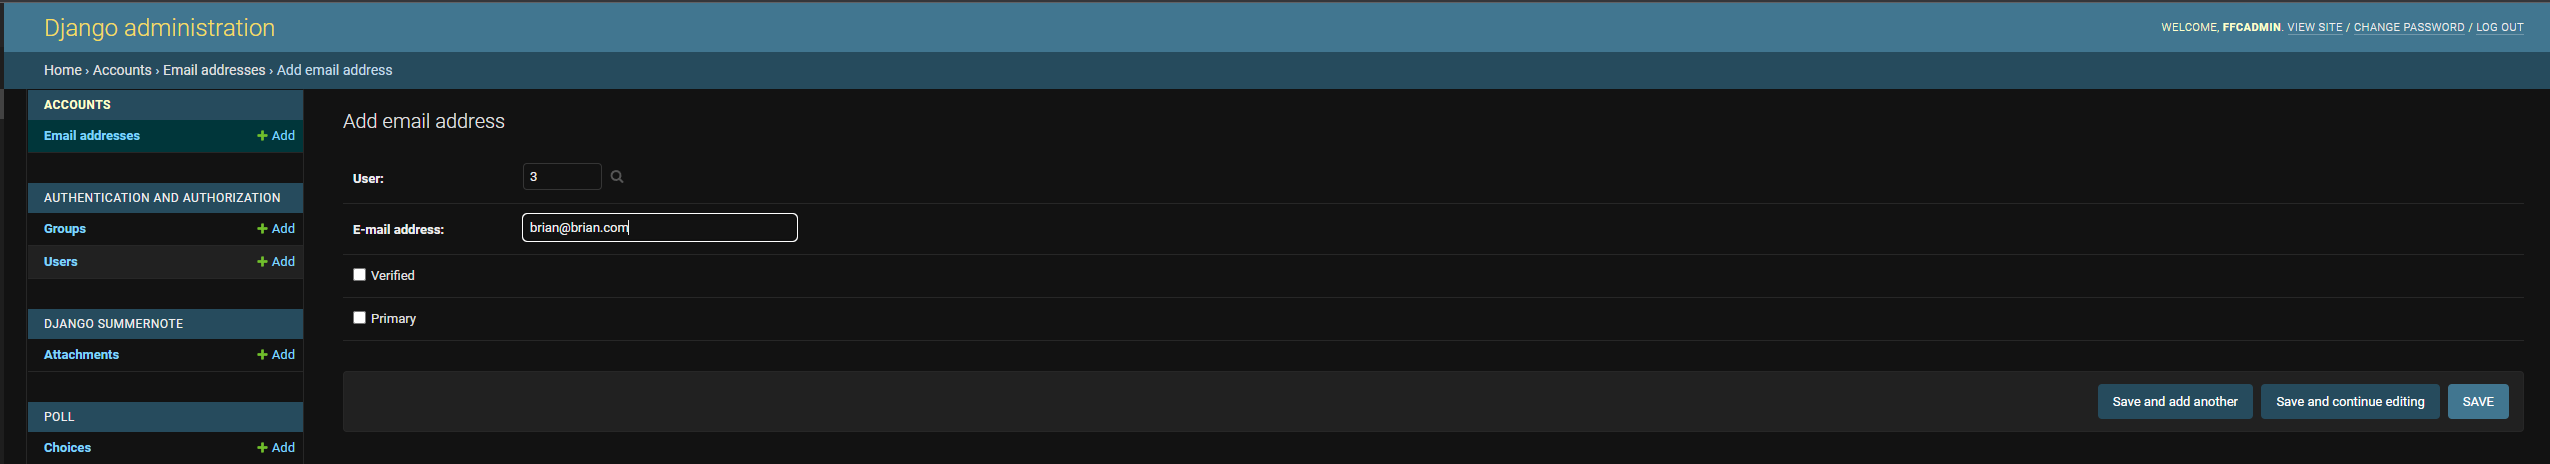 Django administration
WELCOME, FFCADMIN. VIEW SITE / CHANGE PASSWORD / LOG OUT
Home › Accounts › Email addresses › Add email address
ACCOUNTS
Email addresses + Add
AUTHENTICATION AND AUTHORIZATION
Groups + Add
Users + Add
DJANGO SUMMERNOTE
Attachments + Add
POLL
Choices + Add
Add email address
User: 3
E-mail address: brian@brian.com
Verified
Primary
Save and add another Save and continue editing SAVE